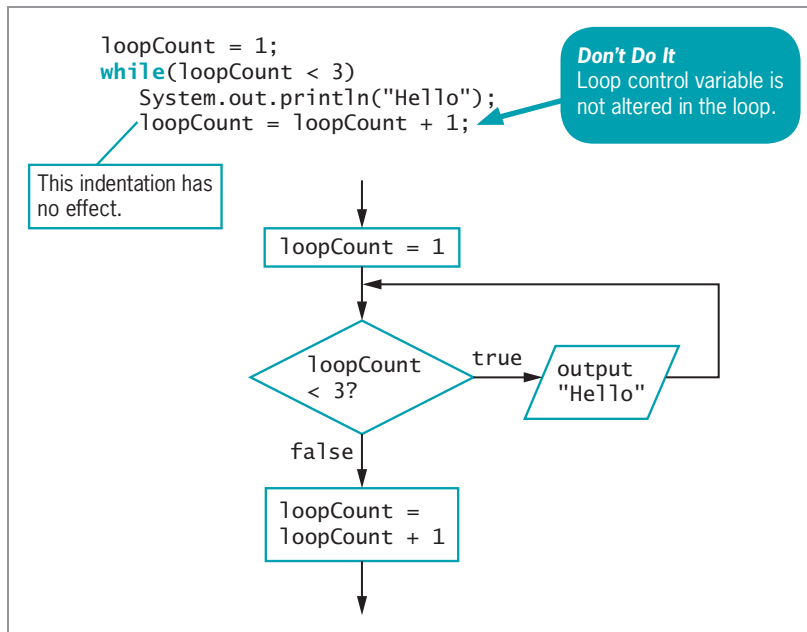 loopCount = 1;
while(loopCount < 3)
System.out.println("Hello");
loopCount = loopCount + 1;
Don't Do It
Loop control variable is
not altered in the loop.
This indentation has
no effect.
loopCount = 1
loopCount
< 3?
true
output
"Hello"
false
loopCount =
loopCount + 1